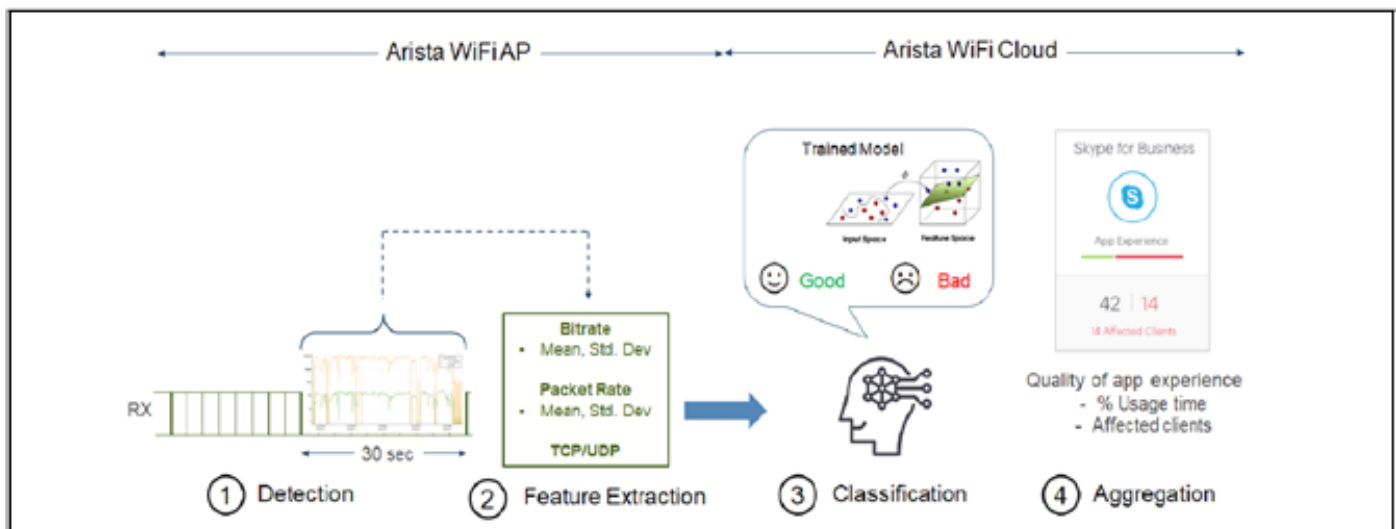 Arista WiFi AP
Arista WiFi Cloud
Trained Model
Input Space
Feature Space
Good
Bad
Skype for Business
S
App Experience
42 | 14
14 Affected Clients
Bitrate
• Mean, Std. Dev
Packet Rate
• Mean, Std. Dev
TCP/UDP
RX
30 sec
Quality of app experience
- % Usage time
- Affected clients
1 Detection
2 Feature Extraction
3 Classification
4 Aggregation